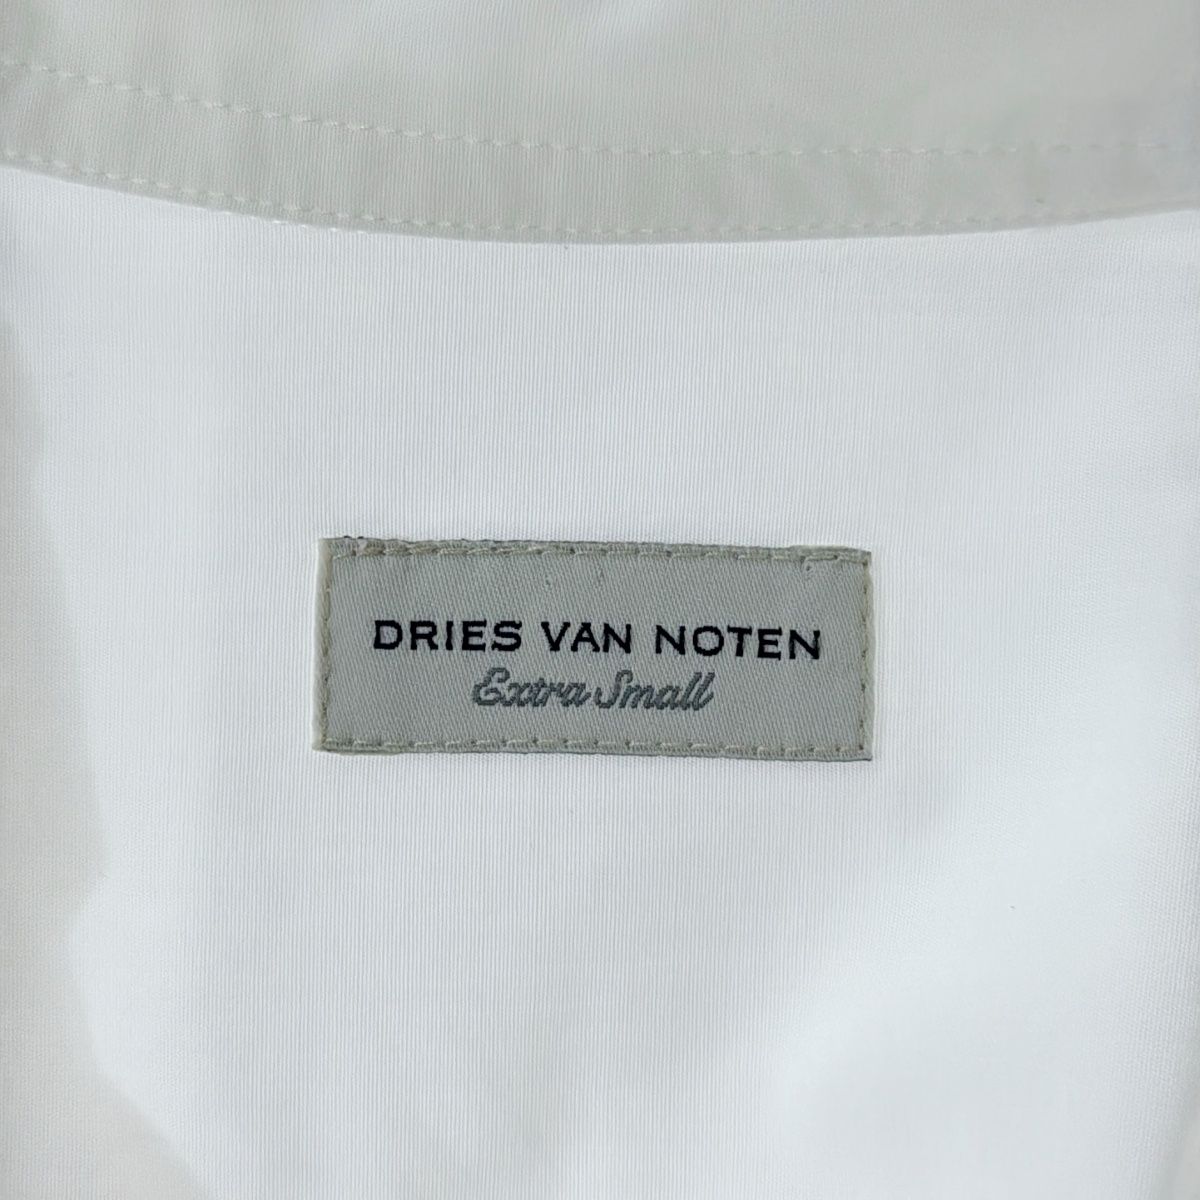 DRIES VAN NOTEN
Extra Small